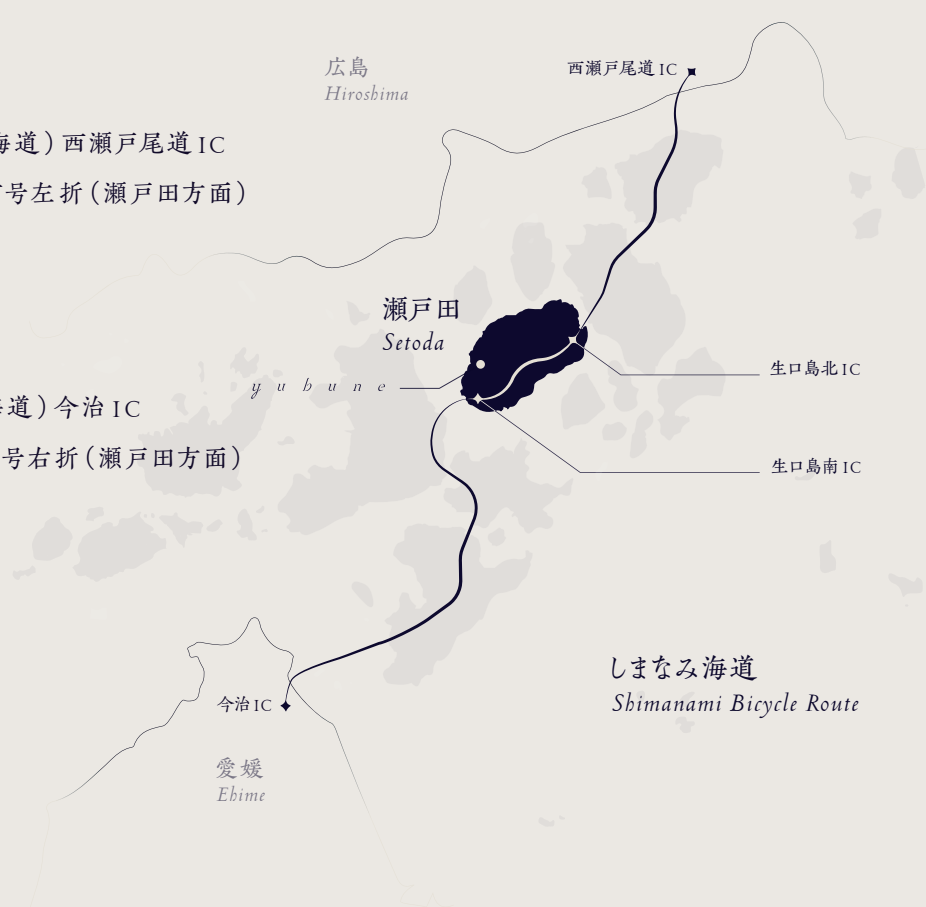 広島
Hiroshima
西瀬戸尾道 IC
海道）西瀬戸尾道 IC
号左折（瀬戸田方面）
瀬戸田
Setoda
yubune
生口島北 IC
道）今治 IC
号右折（瀬戸田方面）
生口島南 IC
しまなみ海道
Shimanami Bicycle Route
今治 IC
愛媛
Ehime